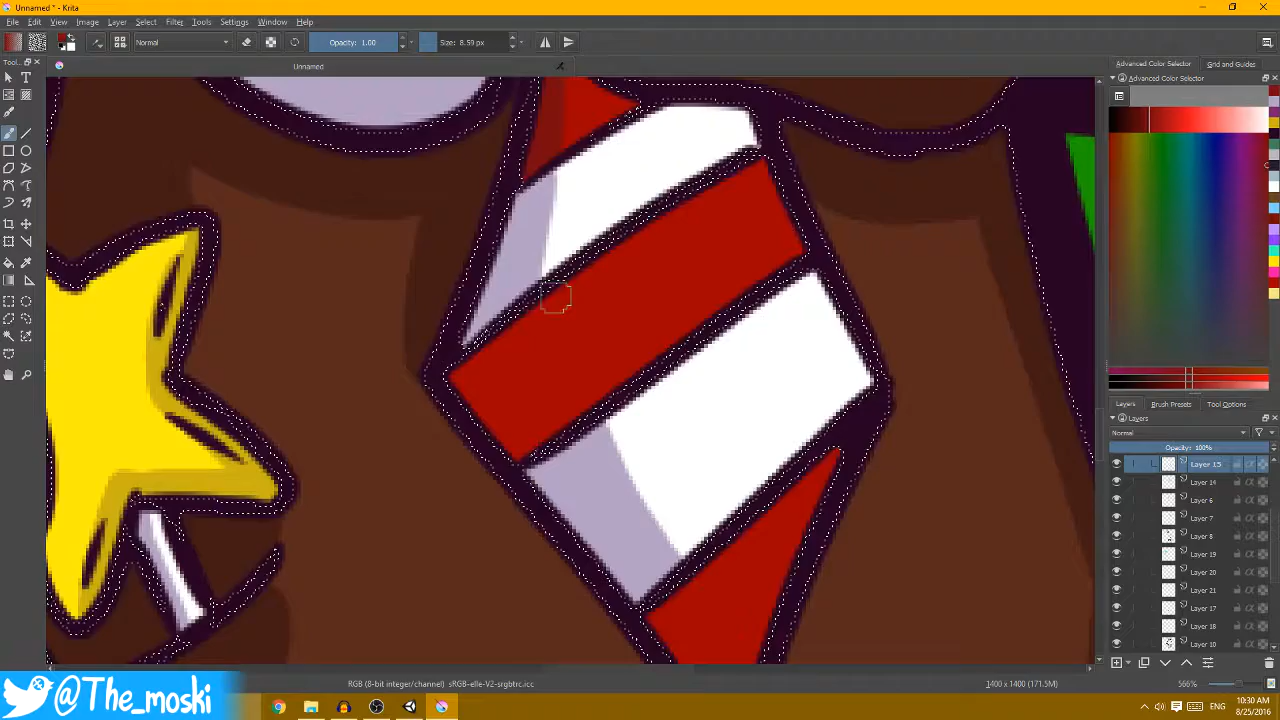 Unnamed * - Krita
File Edit View Image Layer Select Filter Tools Settings Window Help
Normal Opacity: 1.00 Size: 8.59 px
Tool...
Unnamed
Advanced Color Selector Grid and Guides
Advanced Color Selector
Layers Brush Presets Tool Options
Layers
Normal
Opacity: 100%
Layer 15
Layer 14
Layer 6
Layer 7
Layer 8
Layer 19
Layer 20
Layer 21
Layer 17
Layer 18
Layer 10
RGB (8-bit integer/channel) sRGB-elle-V2-srgbtrc.icc
1400 x 1400 (171.5M)
566%
@The_moski
ENG
10:30 AM
8/25/2016